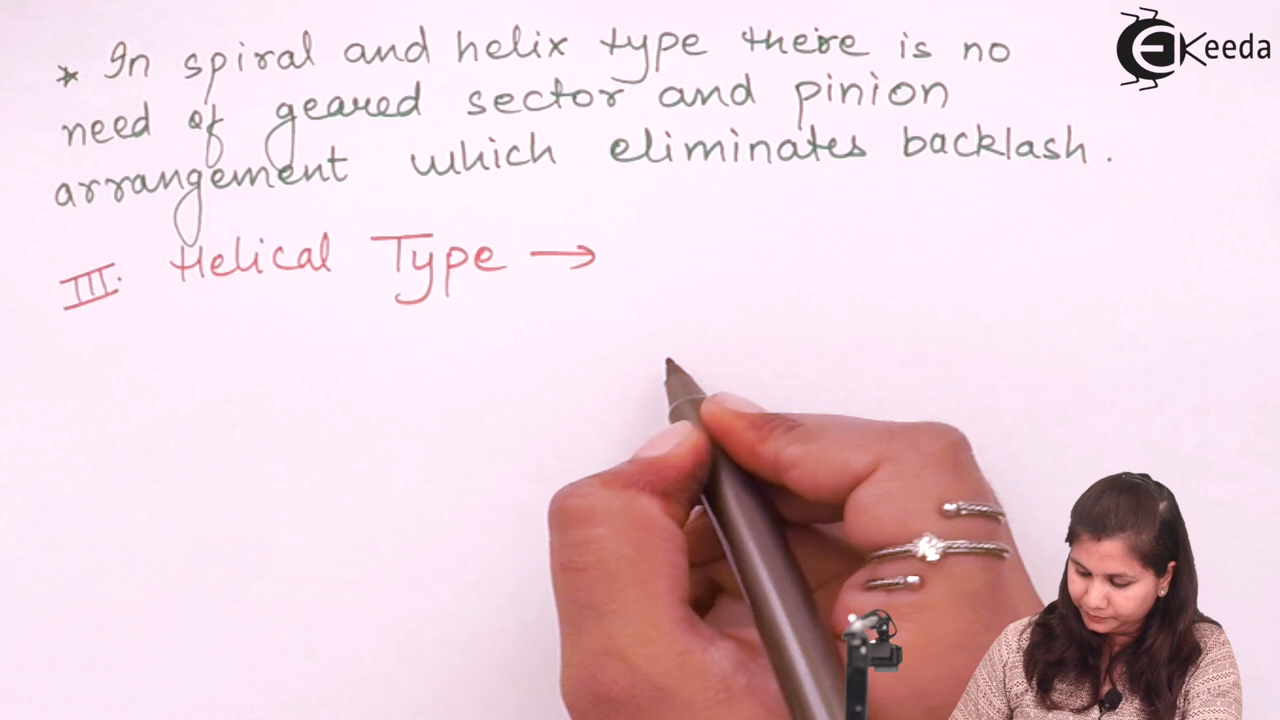 * In spiral and helix type there is no
need of geared sector and pinion
arrangement which eliminates backlash.
III. Helical Type →
EKeeda